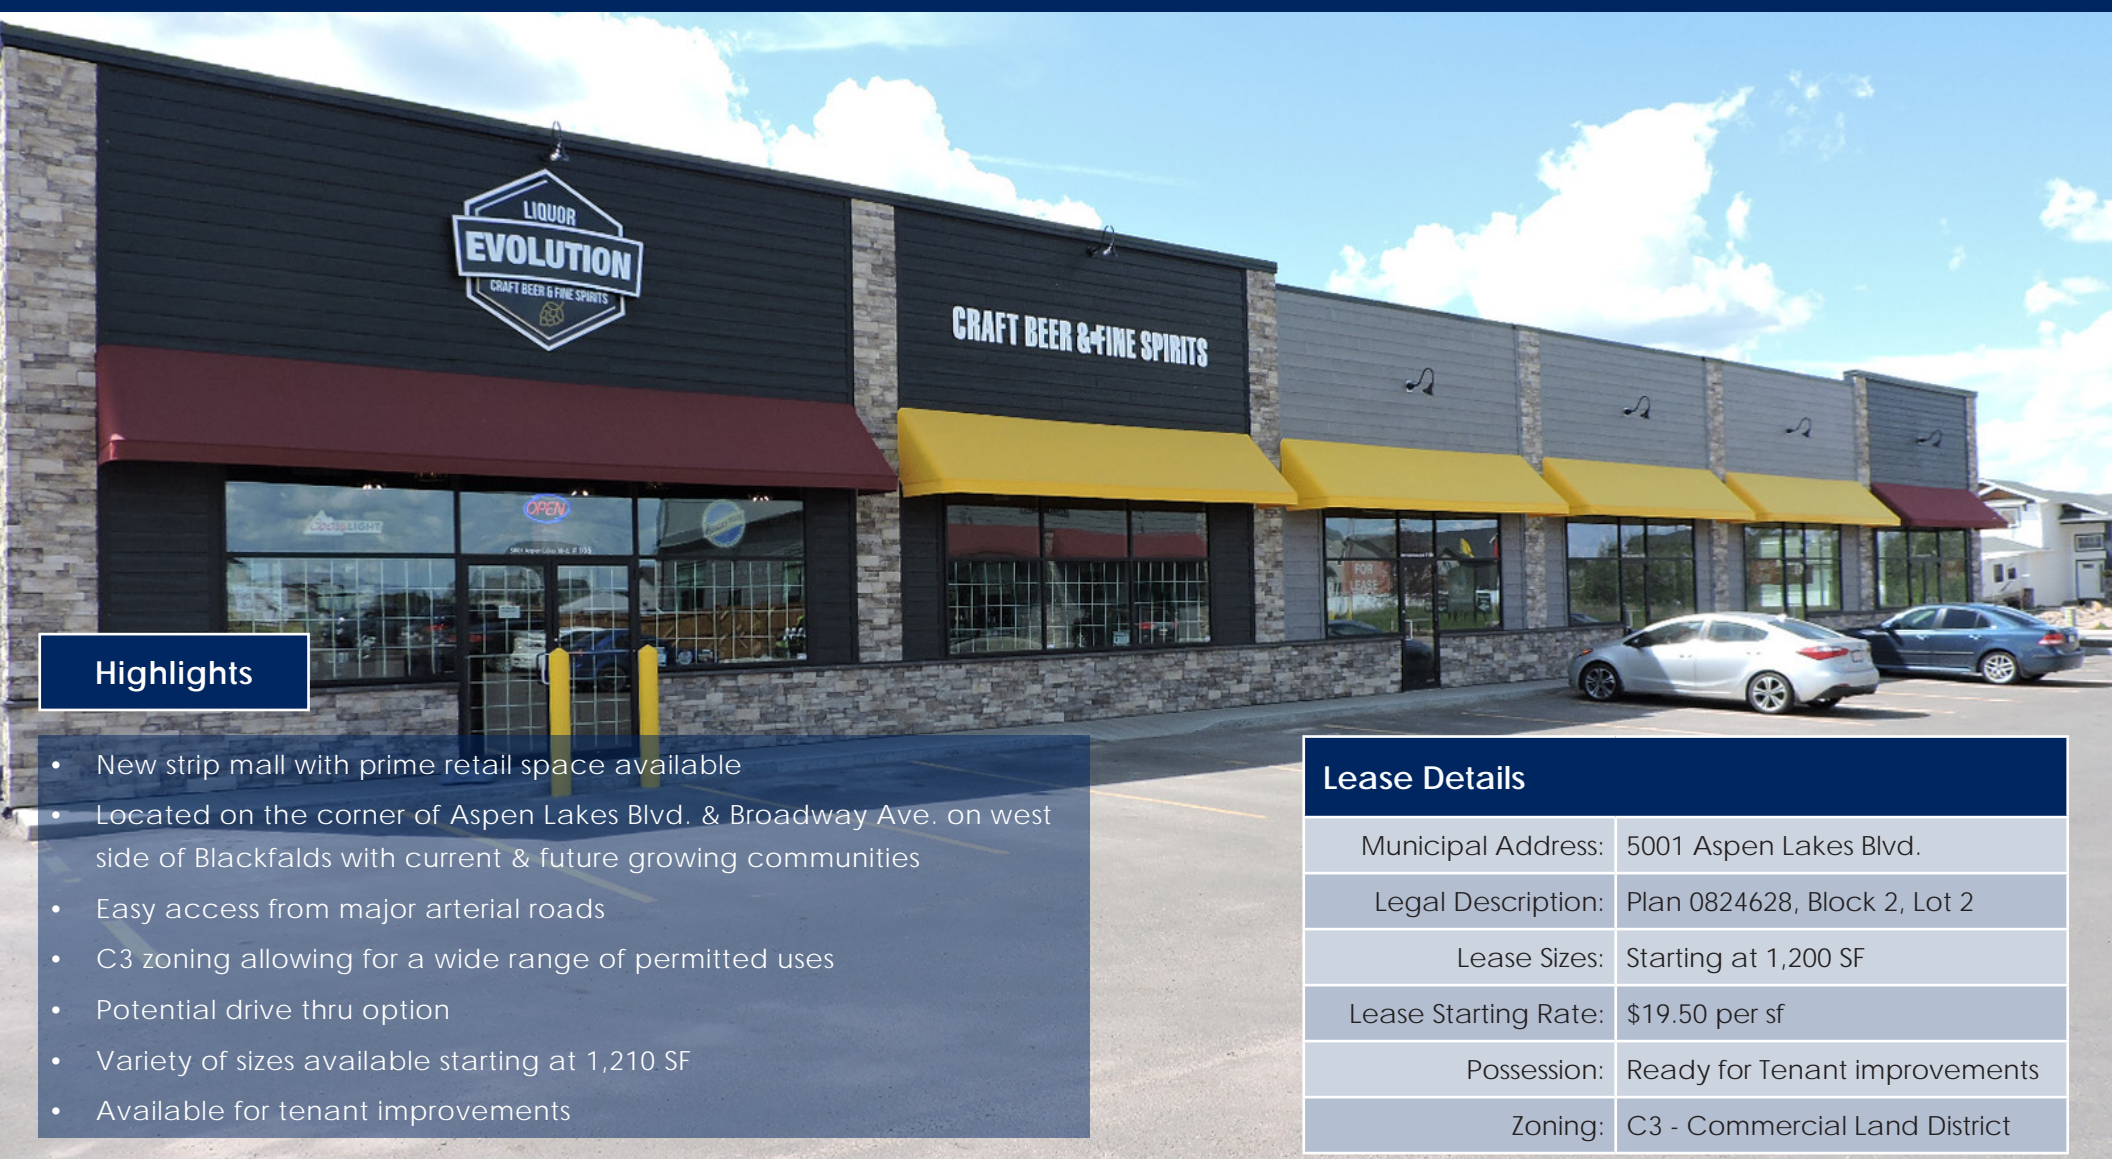 LIQUOR
EVOLUTION
CRAFT BEER & FINE SPIRITS
CRAFT BEER & FINE SPIRITS
COORS LIGHT
OPEN
FOR
LEASE
Highlights
• New strip mall with prime retail space available
• Located on the corner of Aspen Lakes Blvd. & Broadway Ave. on west
side of Blackfalds with current & future growing communities
• Easy access from major arterial roads
• C3 zoning allowing for a wide range of permitted uses
• Potential drive thru option
• Variety of sizes available starting at 1,210 SF
• Available for tenant improvements
Lease Details
Municipal Address: 5001 Aspen Lakes Blvd.
Legal Description: Plan 0824628, Block 2, Lot 2
Lease Sizes: Starting at 1,200 SF
Lease Starting Rate: $19.50 per sf
Possession: Ready for Tenant improvements
Zoning: C3 - Commercial Land District